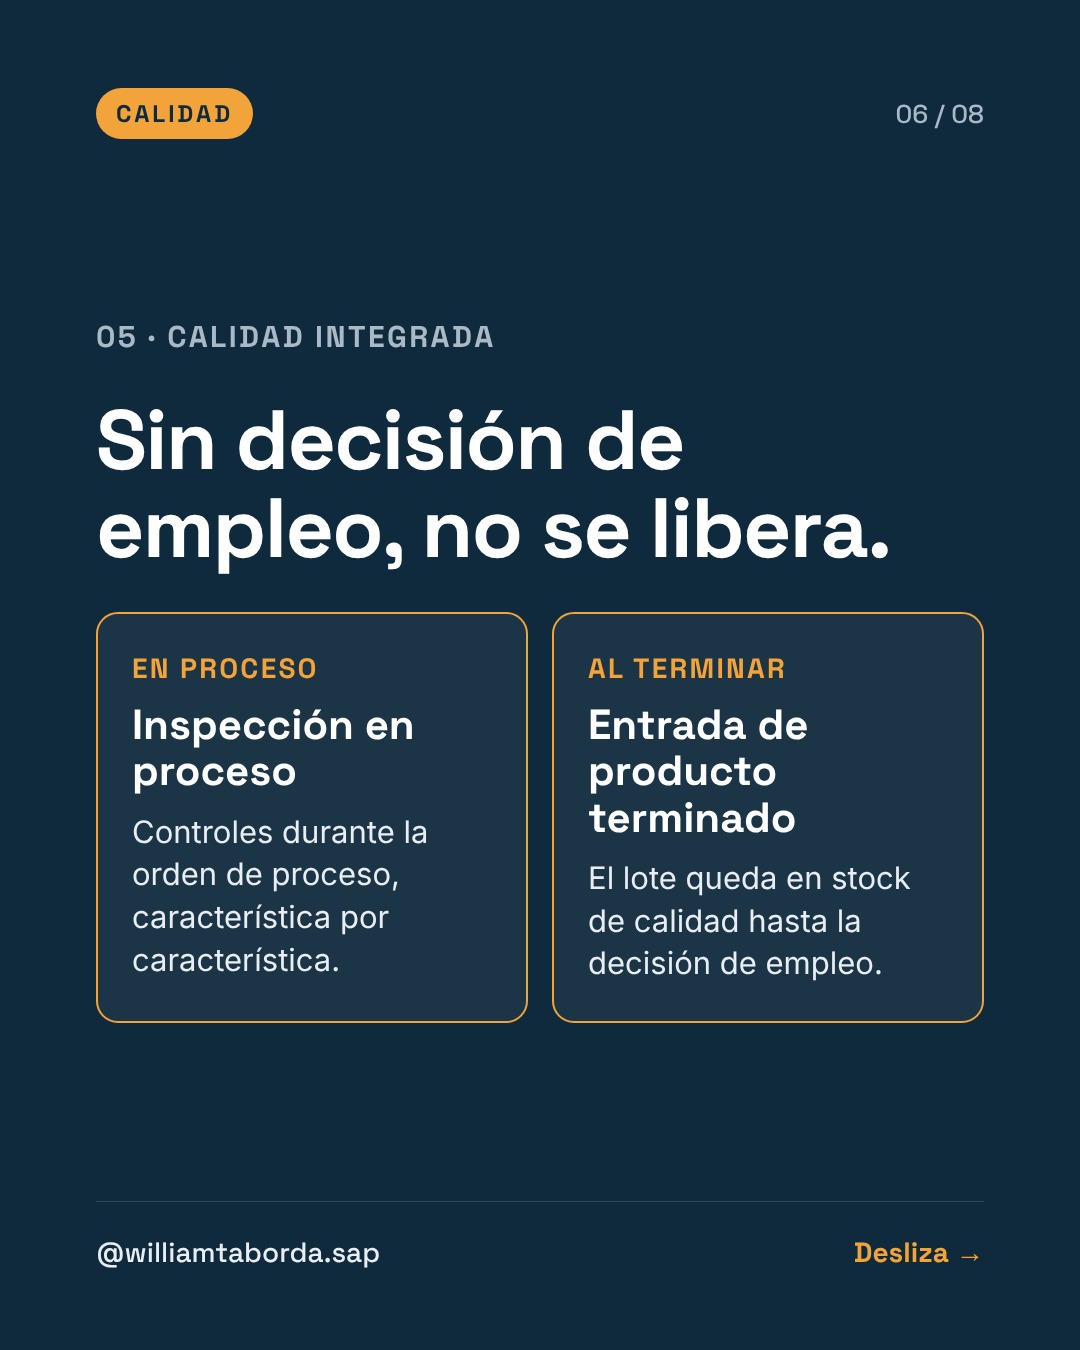 CALIDAD
06 / 08
05 · CALIDAD INTEGRADA
Sin decisión de
empleo, no se libera.
EN PROCESO
Inspección en
proceso
Controles durante la
orden de proceso,
característica por
característica.
AL TERMINAR
Entrada de
producto
terminado
El lote queda en stock
de calidad hasta la
decisión de empleo.
@williamtaborda.sap
Desliza →